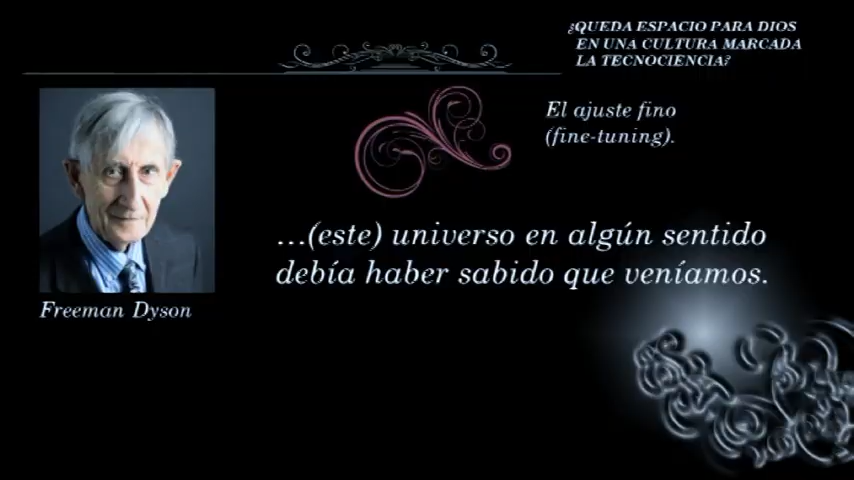 ¿QUEDA ESPACIO PARA DIOS
EN UNA CULTURA MARCADA
LA TECNOCIENCIA?
El ajuste fino
(fine-tuning).
...(este) universo en algún sentido
debía haber sabido que veníamos.
Freeman Dyson